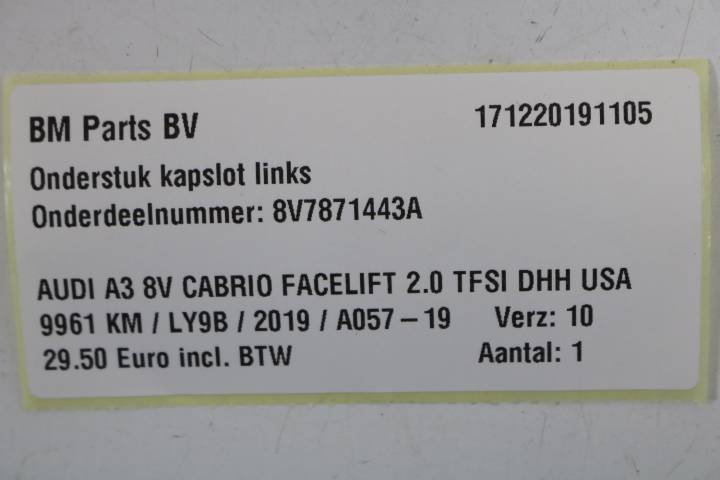 BM Parts BV 171220191105
Onderstuk kapslot links
Onderdeelnummer: 8V7871443A
AUDI A3 8V CABRIO FACELIFT 2.0 TFSI DHH USA
9961 KM / LY9B / 2019 / A057-19 Verz: 10
29.50 Euro incl. BTW Aantal: 1